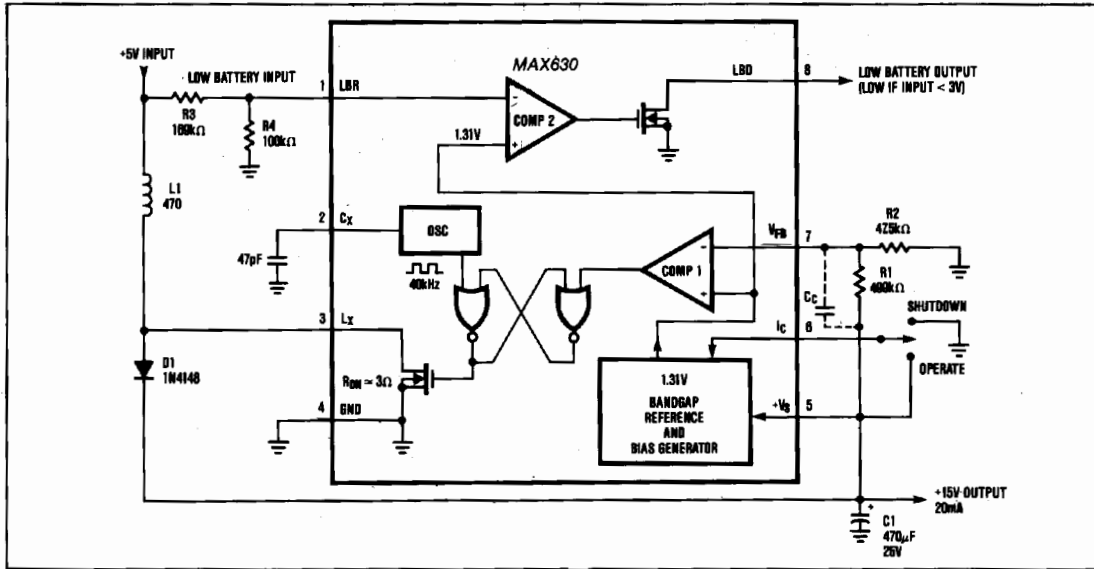 +5V INPUT
LOW BATTERY INPUT
R3
169kΩ
R4
100kΩ
1
LBR
MAX630
COMP 2
-
+
1.31V
LBD
8
LOW BATTERY OUTPUT
(LOW IF INPUT < 3V)
L1
470
2
CX
47pF
OSC
40kHz
COMP 1
-
+
VFB
7
R2
47.5kΩ
R1
499kΩ
CC
SHUTDOWN
IC
6
OPERATE
3
LX
D1
1N4148
RON ≃ 3Ω
4
GND
1.31V
BANDGAP
REFERENCE
AND
BIAS GENERATOR
+VS
5
+15V OUTPUT
20mA
+
C1
470µF
25V